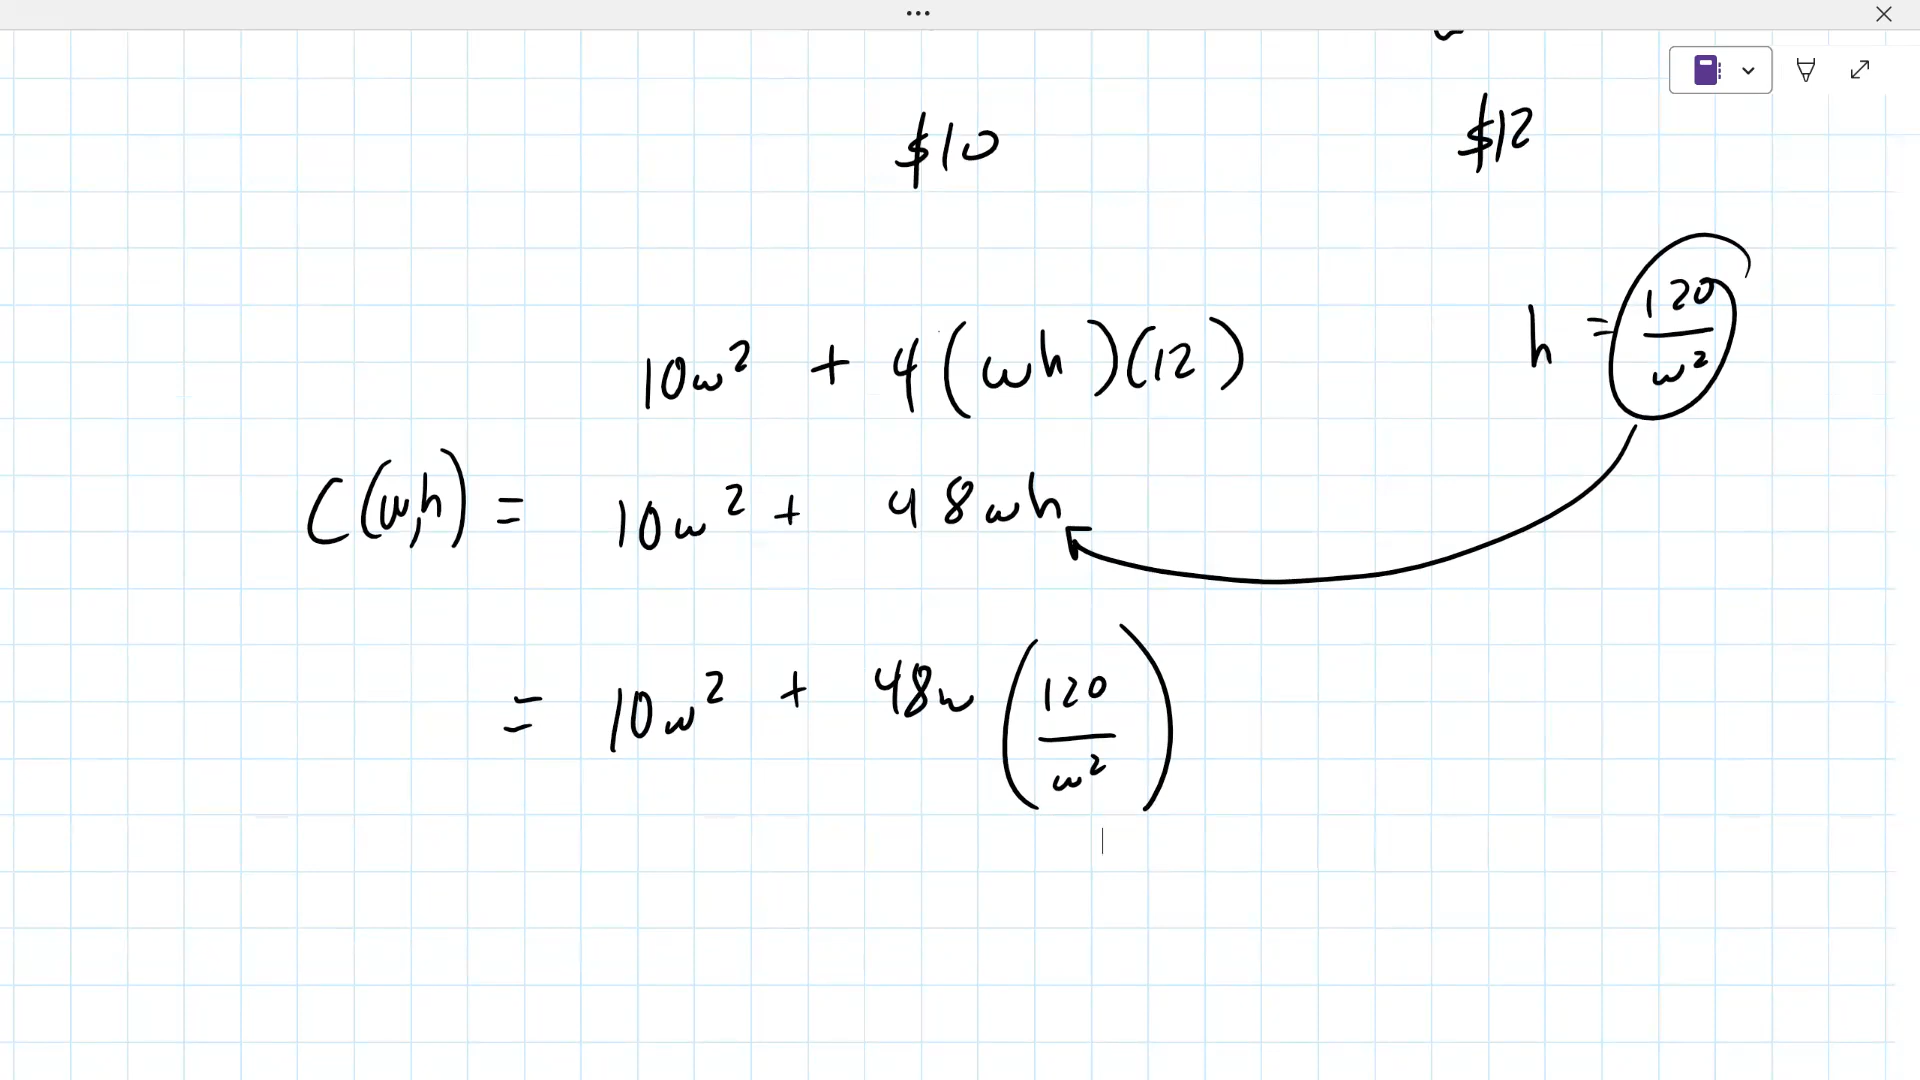 $10 $12
10w² + 4(wh)(12) h = 120/w²
C(w,h) = 10w² + 48wh
= 10w² + 48w(120/w²)